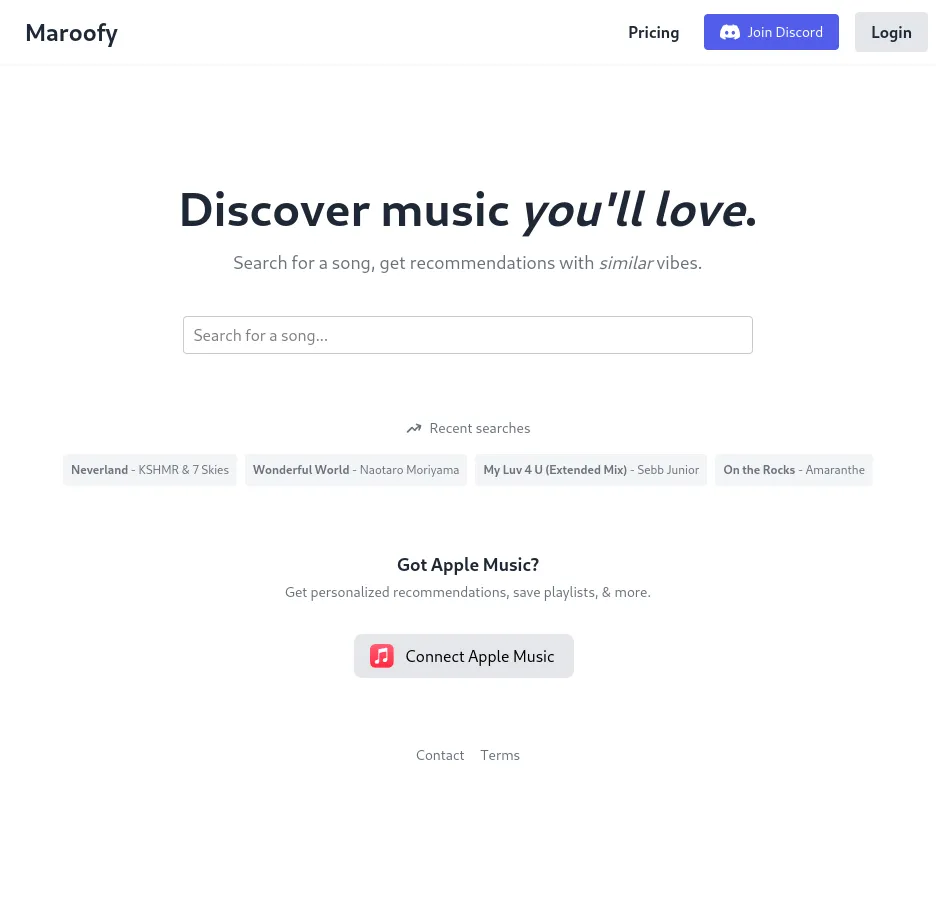 Maroofy
Pricing
Join Discord
Login
Discover music you'll love.
Search for a song, get recommendations with similar vibes.
Search for a song...
Recent searches
Neverland - KSHMR & 7 Skies
Wonderful World - Naotaro Moriyama
My Luv 4 U (Extended Mix) - Sebb Junior
On the Rocks - Amaranthe
Got Apple Music?
Get personalized recommendations, save playlists, & more.
Connect Apple Music
Contact Terms